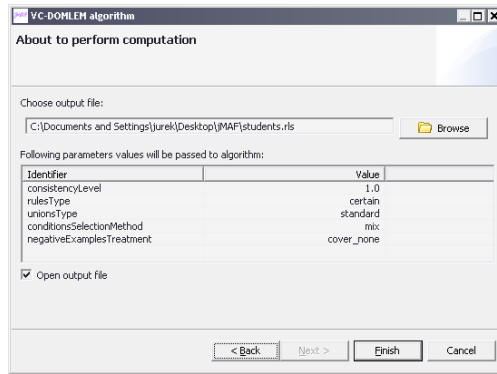 VC-DOMLEM algorithm
About to perform computation
Choose output file:
C:\Documents and Settings\jurek\Desktop\jMAF\students.rls
Browse
Following parameters values will be passed to algorithm:
Identifier Value
consistencyLevel 1.0
rulesType certain
unionsType standard
conditionsSelectionMethod mix
negativeExamplesTreatment cover_none
Open output file
< Back Next > Finish Cancel